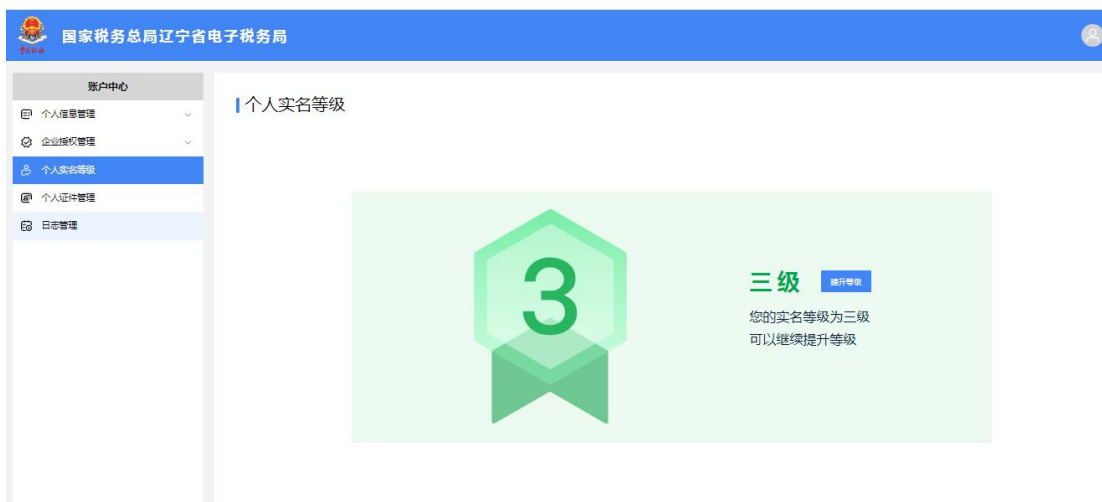 国家税务总局辽宁省电子税务局
账户中心
个人信息管理
企业授权管理
个人实名等级
个人证件管理
日志管理
个人实名等级
3
三级
提升等级
您的实名等级为三级
可以继续提升等级